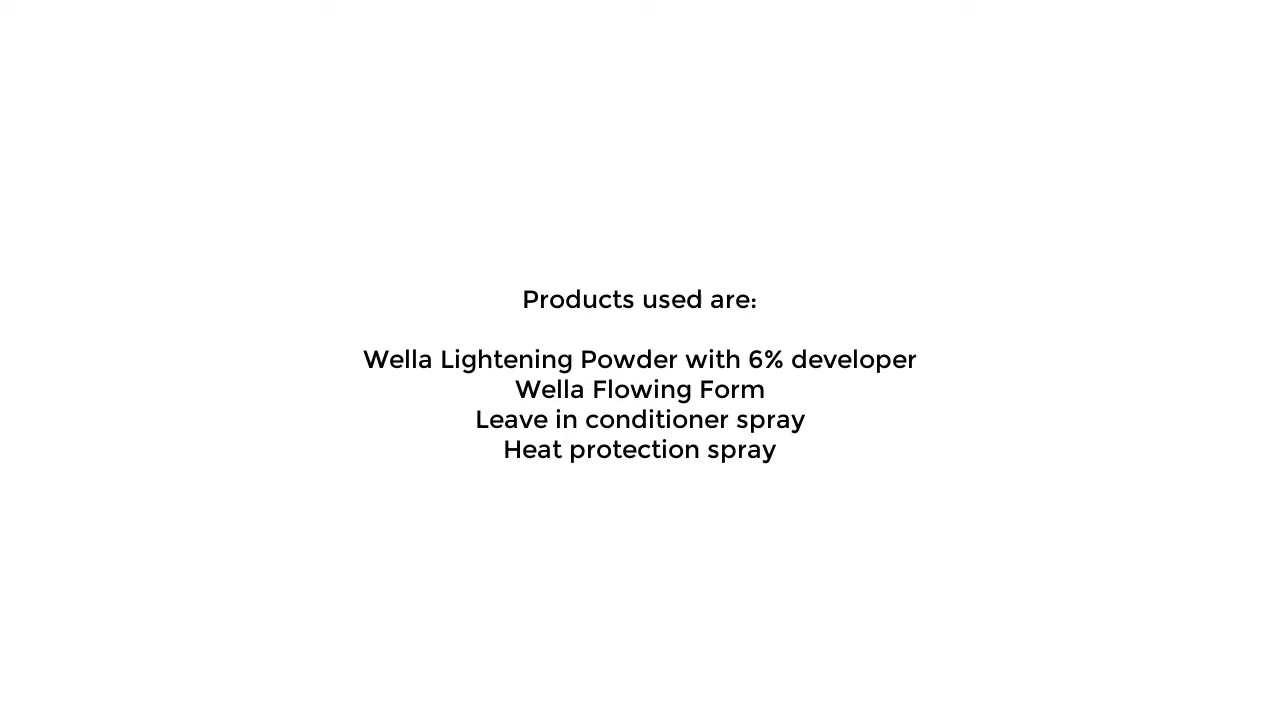 Products used are:
Wella Lightening Powder with 6% developer
Wella Flowing Form
Leave in conditioner spray
Heat protection spray